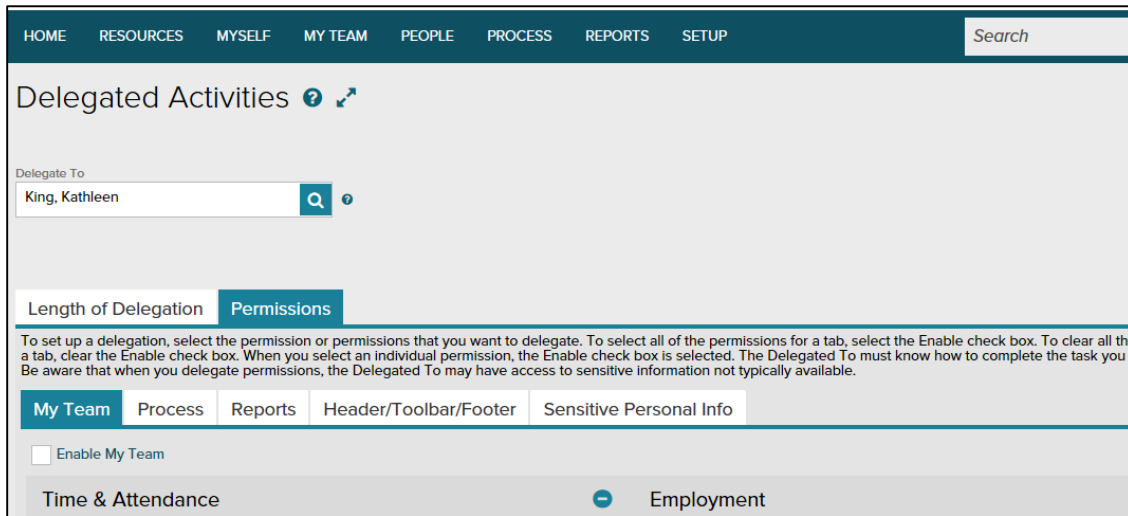 HOME RESOURCES MYSELF MY TEAM PEOPLE PROCESS REPORTS SETUP Search
Delegated Activities
Delegate To
King, Kathleen
Length of Delegation Permissions
To set up a delegation, select the permission or permissions that you want to delegate. To select all of the permissions for a tab, select the Enable check box. To clear all th
a tab, clear the Enable check box. When you select an individual permission, the Enable check box is selected. The Delegated To must know how to complete the task you
Be aware that when you delegate permissions, the Delegated To may have access to sensitive information not typically available.
My Team Process Reports Header/Toolbar/Footer Sensitive Personal Info
Enable My Team
Time & Attendance Employment